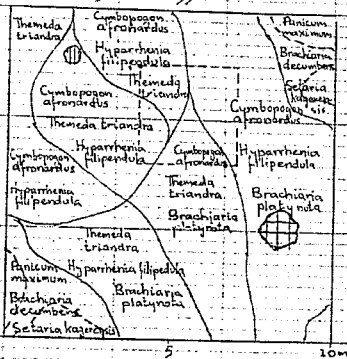 Themeda
triandra
Cymbopogon
afronardus
Hyparrhenia
filipendula
Panicum
maximum
Brachiaria
decumbens
Setaria
Themeda
triandra
Cymbopogon
afronardus
Themeda triandra
Hyparrhenia
filipendula
Cymbopogon
afronardus
Cymbopogon
afronardus
Hyparrhenia
filipendula
Cymbopogon
afronardus
Hyparrhenia
filipendula
Themeda
triandra
Brachiaria
platynota
Brachiaria
platynota
Themeda
triandra
Hyparrhenia filipedula
Brachiaria
platynota
Panicum
maximum
Brachiaria
decumbens
Setaria kagerensis
5
10m